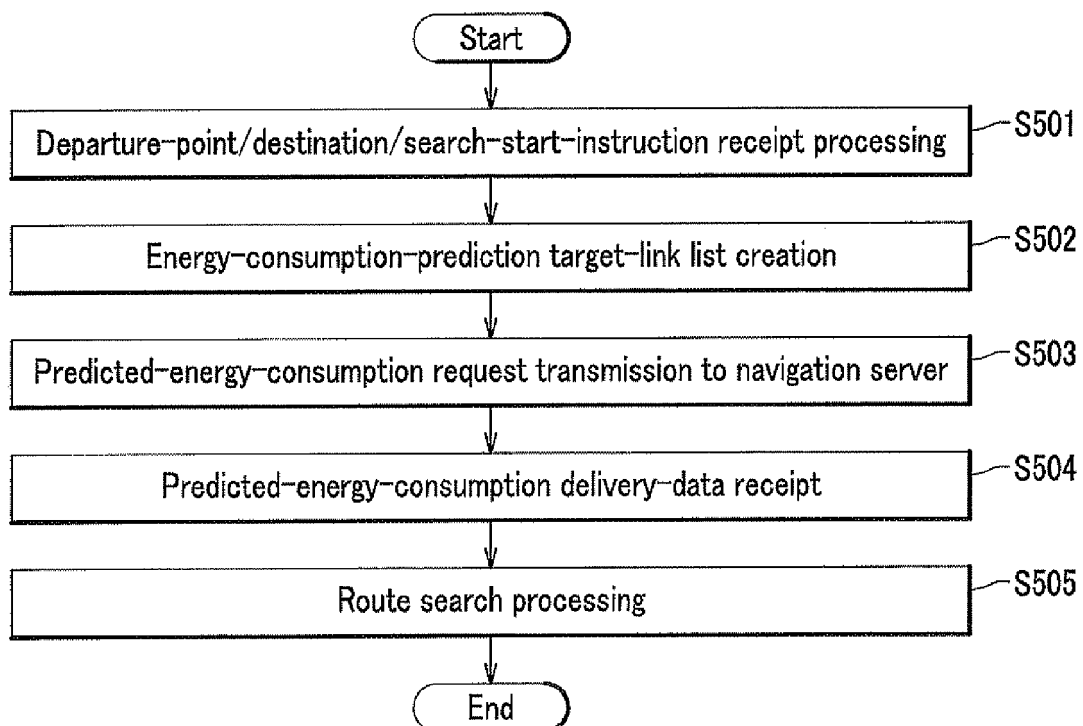 Start
Departure-point/destination/search-start-instruction receipt processing
S501
Energy-consumption-prediction target-link list creation
S502
Predicted-energy-consumption request transmission to navigation server
S503
Predicted-energy-consumption delivery-data receipt
S504
Route search processing
S505
End